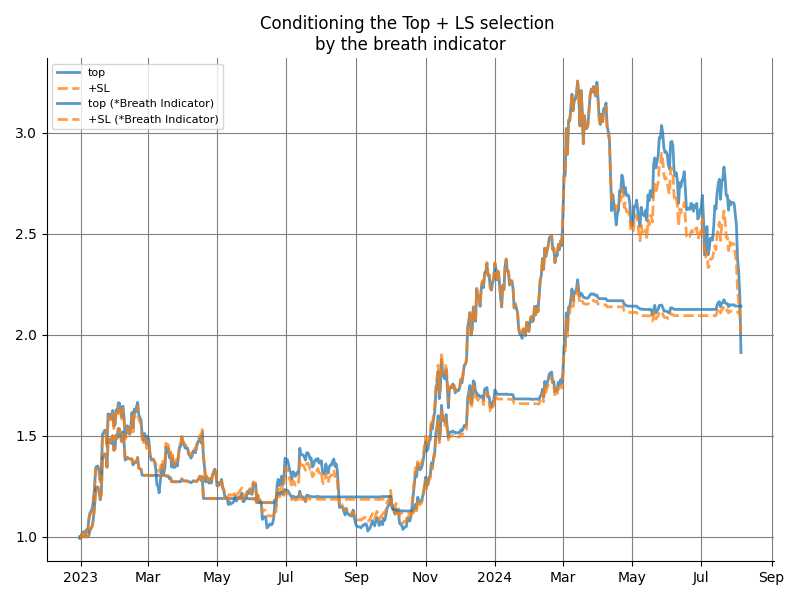 Conditioning the Top + LS selection
by the breath indicator
top
+SL
top (*Breath Indicator)
+SL (*Breath Indicator)
3.0
2.5
2.0
1.5
1.0
2023 Mar May Jul Sep Nov 2024 Mar May Jul Sep